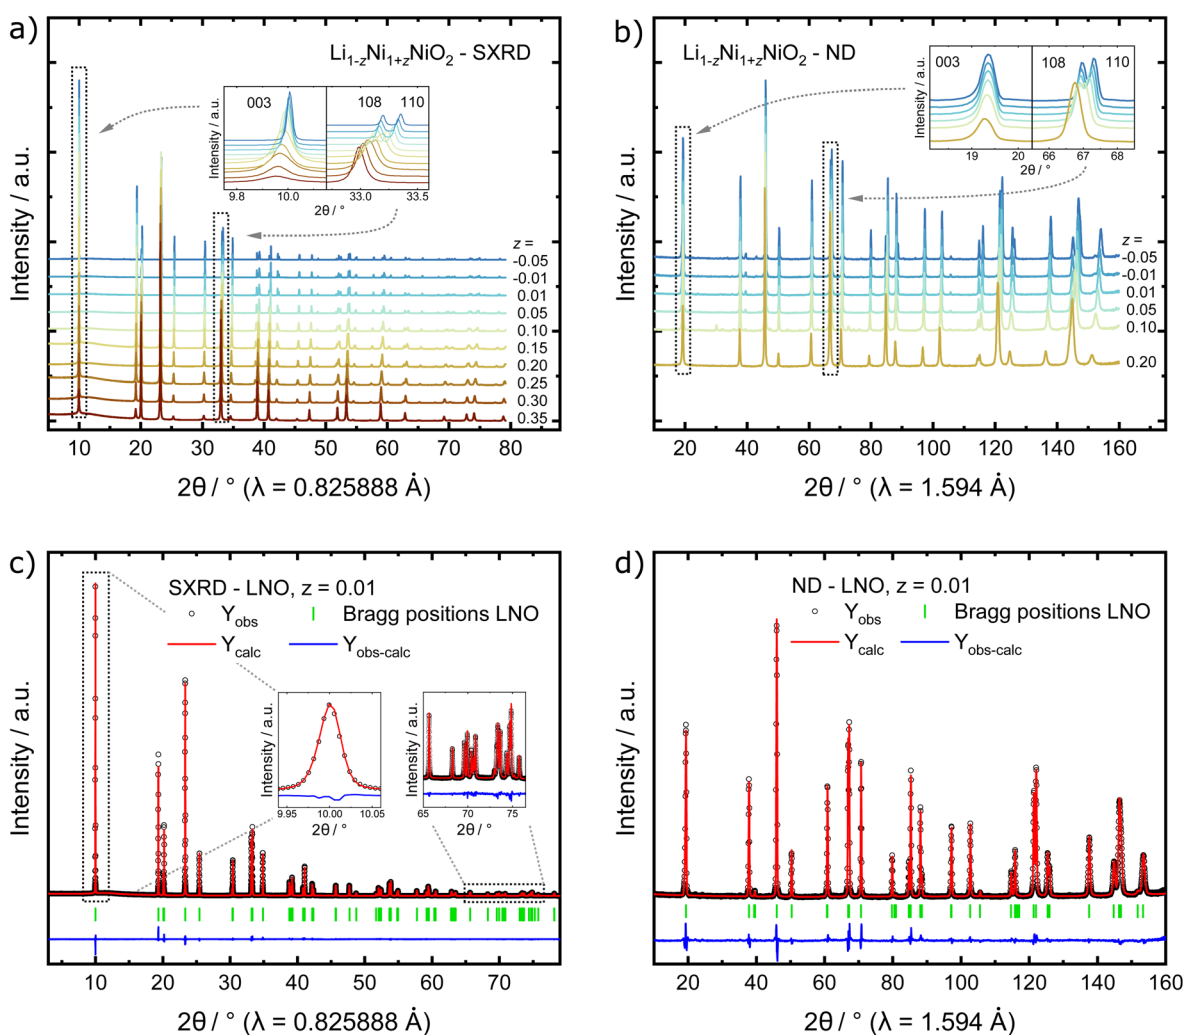 a)
Li1-zNi1+zNiO2 - SXRD
Intensity / a.u.
003
108
110
Intensity / a.u.
9.8
10.0
33.0
33.5
2θ / °
z =
-0.05
-0.01
0.01
0.05
0.10
0.15
0.20
0.25
0.30
0.35
10
20
30
40
50
60
70
80
2θ / ° (λ = 0.825888 Å)
b)
Li1-zNi1+zNiO2 - ND
Intensity / a.u.
003
108
110
Intensity / a.u.
19
20
66
67
68
2θ / °
z =
-0.05
-0.01
0.01
0.05
0.10
0.20
20
40
60
80
100
120
140
160
2θ / ° (λ = 1.594 Å)
c)
SXRD - LNO, z = 0.01
Yobs
Bragg positions LNO
Ycalc
Yobs-calc
Intensity / a.u.
Intensity / a.u.
9.95
10.00
10.05
2θ / °
Intensity / a.u.
65
70
75
2θ / °
10
20
30
40
50
60
70
2θ / ° (λ = 0.825888 Å)
d)
ND - LNO, z = 0.01
Yobs
Bragg positions LNO
Ycalc
Yobs-calc
Intensity / a.u.
20
40
60
80
100
120
140
160
2θ / ° (λ = 1.594 Å)